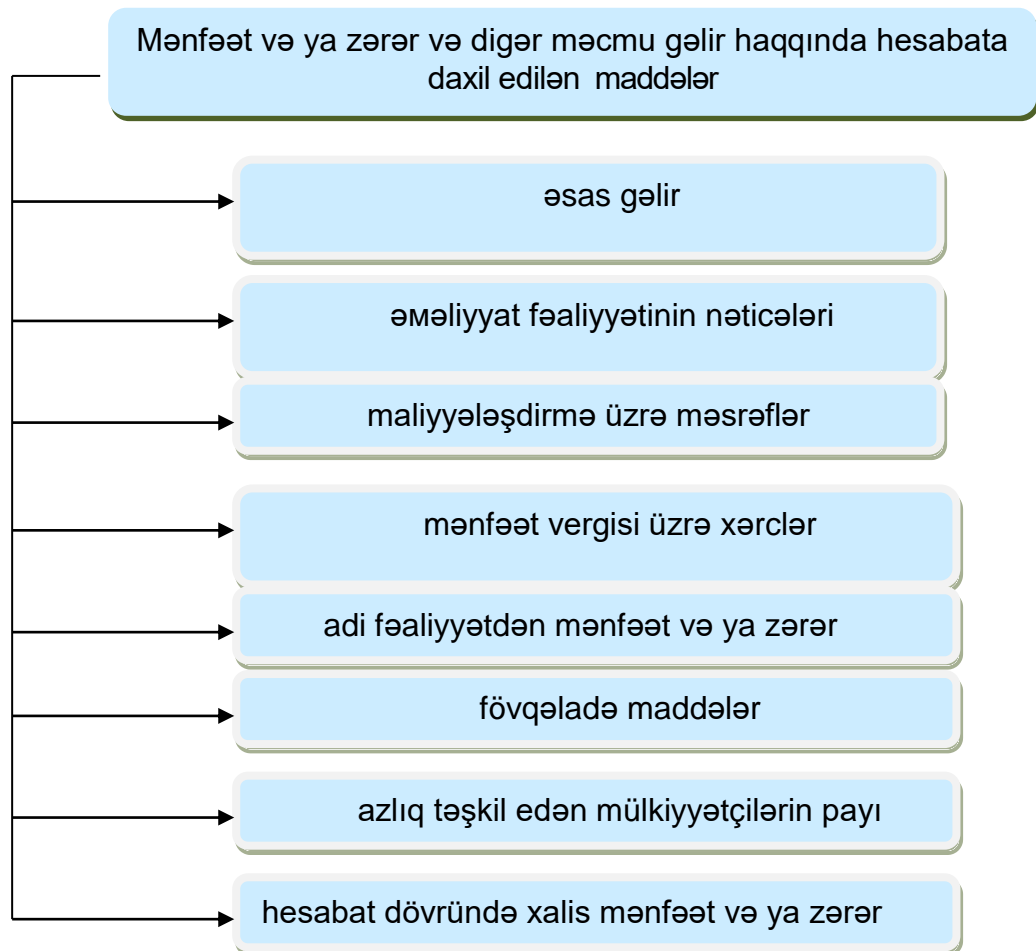 Mənfəət və ya zərər və digər məcmu gəlir haqqında hesabata
daxil edilən maddələr
əsas gəlir
əмəliyyat fəaliyyətinin nəticələri
maliyyələşdirmə üzrə məsrəflər
mənfəət vergisi üzrə xərclər
adi fəaliyyətdən mənfəət və ya zərər
fövqəladə maddələr
azlıq təşkil edən mülkiyyətçilərin payı
hesabat dövründə xalis mənfəət və ya zərər